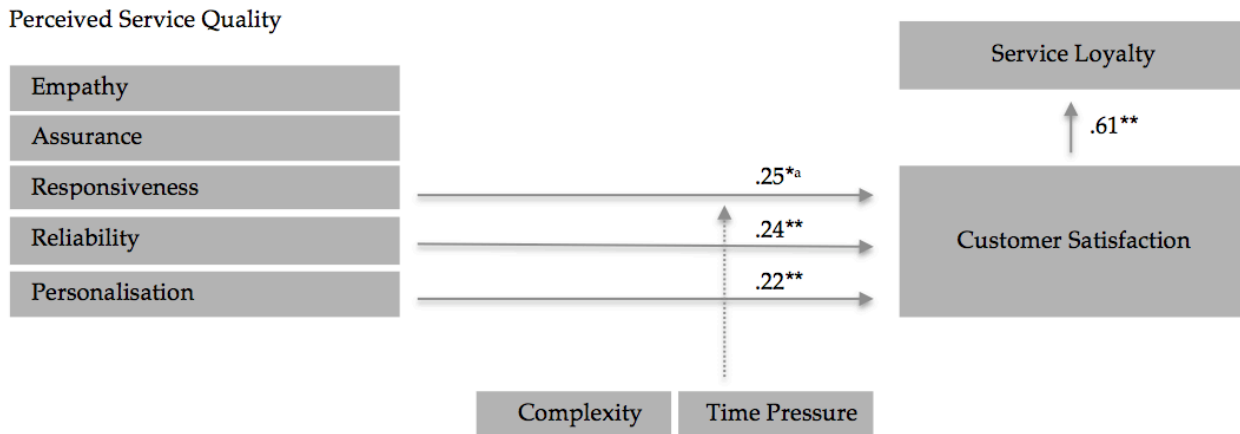 Perceived Service Quality
Service Loyalty
Empathy
.61**
Assurance
Responsiveness
.25*ᵃ
Reliability
.24**
Customer Satisfaction
Personalisation
.22**
Complexity
Time Pressure